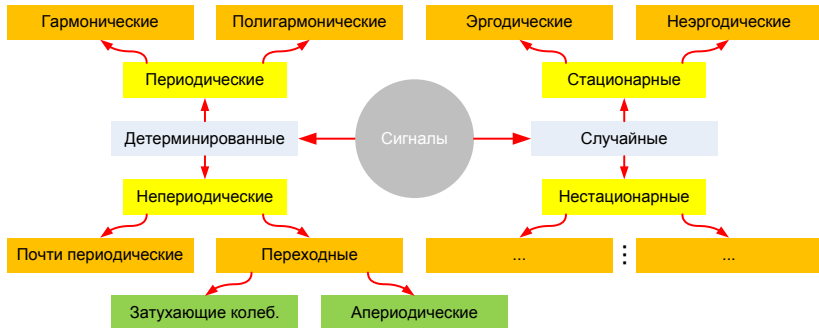 Гармонические
Полигармонические
Эргодические
Неэргодические
Периодические
Стационарные
Детерминированные
Сигналы
Случайные
Непериодические
Нестационарные
Почти периодические
Переходные
...
...
Затухающие колеб.
Апериодические